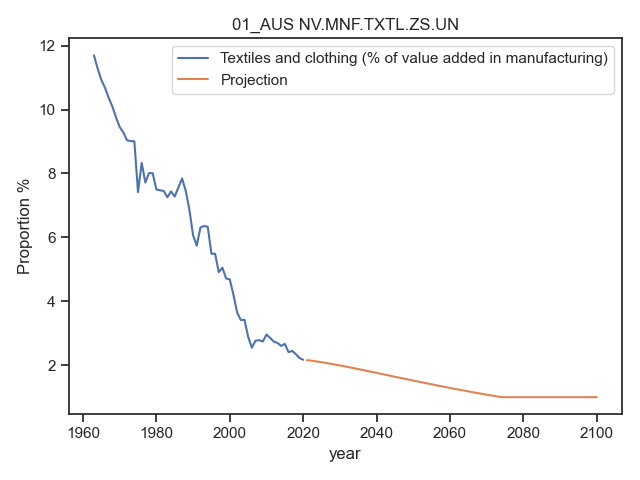 01_AUS NV.MNF.TXTL.ZS.UN
Textiles and clothing (% of value added in manufacturing)
Projection
Proportion %
12
10
8
6
4
2
1960 1980 2000 2020 2040 2060 2080 2100
year